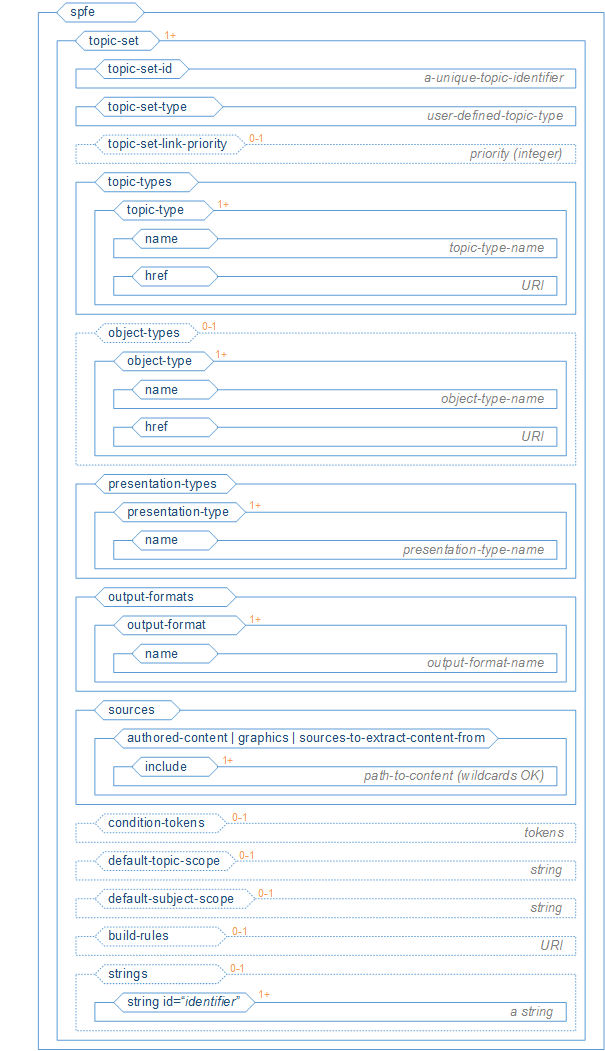 spfe
topic-set 1+
topic-set-id
a-unique-topic-identifier
topic-set-type
user-defined-topic-type
topic-set-link-priority 0-1
priority (integer)
topic-types
topic-type 1+
name
topic-type-name
href
URI
object-types 0-1
object-type 1+
name
object-type-name
href
URI
presentation-types
presentation-type 1+
name
presentation-type-name
output-formats
output-format 1+
name
output-format-name
sources
authored-content | graphics | sources-to-extract-content-from
include 1+
path-to-content (wildcards OK)
condition-tokens 0-1
tokens
default-topic-scope 0-1
string
default-subject-scope 0-1
string
build-rules 0-1
URI
strings 0-1
string id="identifier" 1+
a string